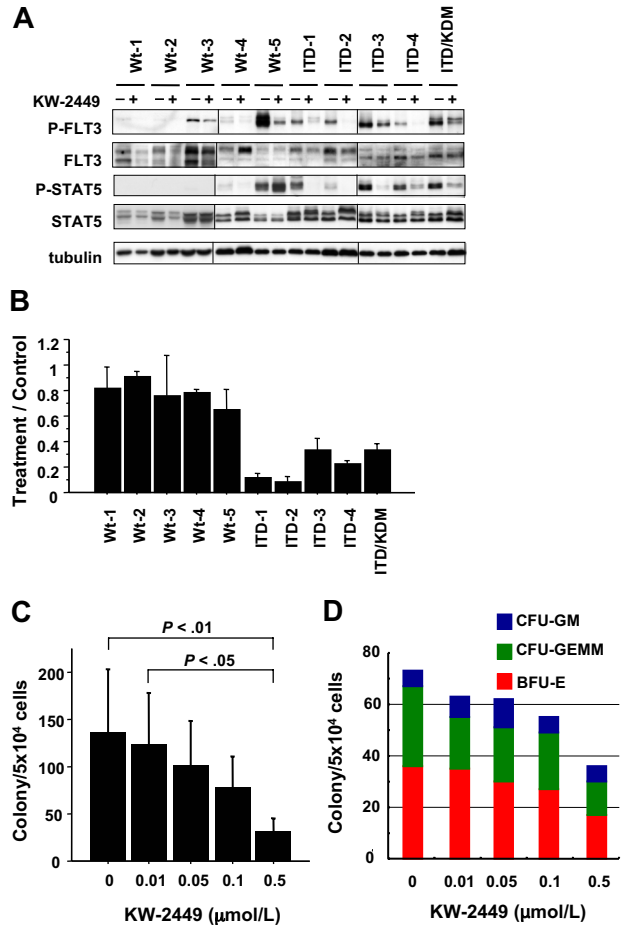 A
Wt-1 Wt-2 Wt-3 Wt-4 Wt-5 ITD-1 ITD-2 ITD-3 ITD-4 ITD/KDM
KW-2449 − + − + − + − + − + − + − + − + − + − +
P-FLT3
FLT3
P-STAT5
STAT5
tubulin
B
Treatment / Control
1.2
1
0.8
0.6
0.4
0.2
0
Wt-1 Wt-2 Wt-3 Wt-4 Wt-5 ITD-1 ITD-2 ITD-3 ITD-4 ITD/KDM
C
P < .01
P < .05
Colony/5x10⁴ cells
200
150
100
50
0
0 0.01 0.05 0.1 0.5
KW-2449 (µmol/L)
D
CFU-GM
CFU-GEMM
BFU-E
Colony/5x10⁴ cells
80
60
40
20
0
0 0.01 0.05 0.1 0.5
KW-2449 (µmol/L)